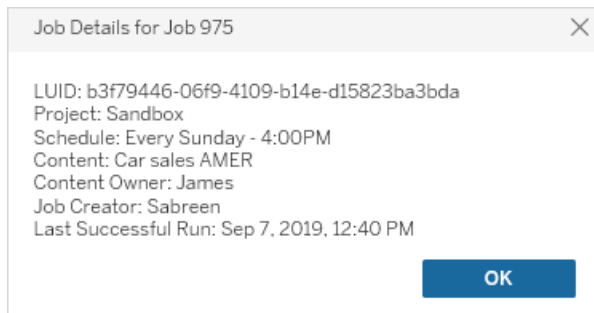 Job Details for Job 975
LUID: b3f79446-06f9-4109-b14e-d15823ba3bda
Project: Sandbox
Schedule: Every Sunday - 4:00PM
Content: Car sales AMER
Content Owner: James
Job Creator: Sabreen
Last Successful Run: Sep 7, 2019, 12:40 PM
OK